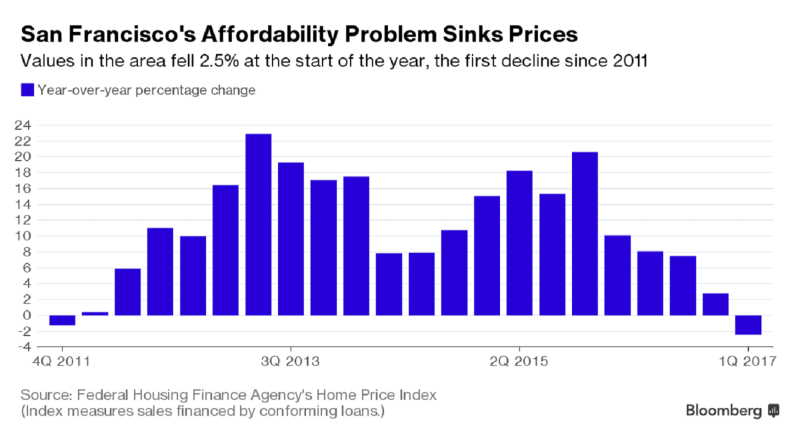 San Francisco's Affordability Problem Sinks Prices
Values in the area fell 2.5% at the start of the year, the first decline since 2011
Year-over-year percentage change
24
22
20
18
16
14
12
10
8
6
4
2
0
-2
-4
4Q 2011 3Q 2013 2Q 2015 1Q 2017
Source: Federal Housing Finance Agency's Home Price Index
(Index measures sales financed by conforming loans.)
Bloomberg